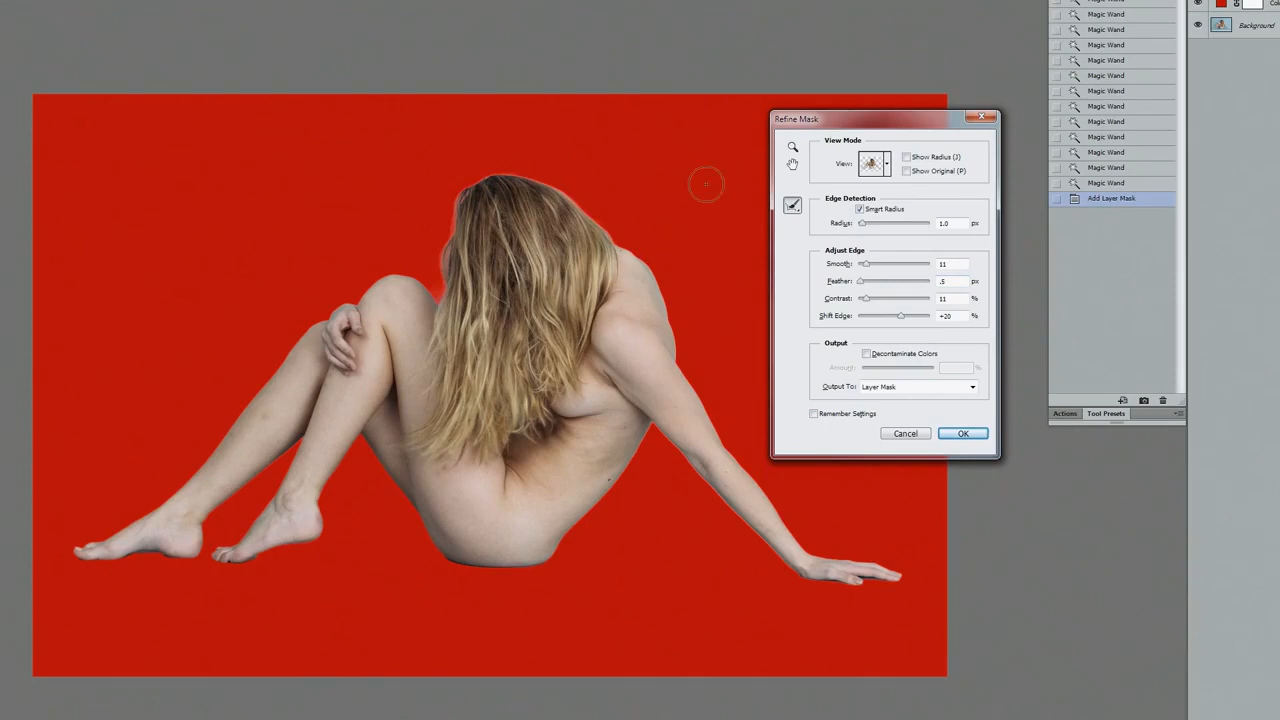 Magic Wand
Magic Wand
Magic Wand
Magic Wand
Magic Wand
Magic Wand
Magic Wand
Magic Wand
Magic Wand
Magic Wand
Magic Wand
Magic Wand
Add Layer Mask
Background
Refine Mask
View Mode
View:
Show Radius (J)
Show Original (P)
Edge Detection
Smart Radius
Radius: 1.0 px
Adjust Edge
Smooth: 11
Feather: .5 px
Contrast: 11 %
Shift Edge: +20 %
Output
Decontaminate Colors
Amount: %
Output To: Layer Mask
Remember Settings
Cancel OK
Actions Tool Presets